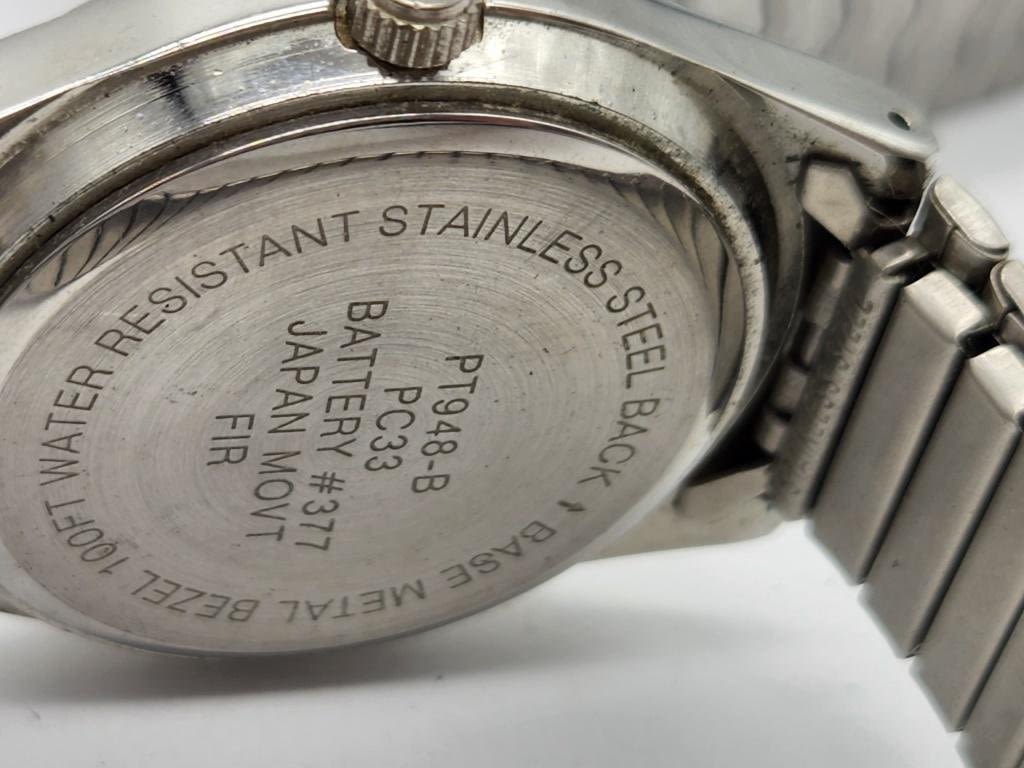 STAINLESS STEEL BACK BASE METAL BEZEL 100FT WATER RESISTANT
PT948-B
PC33
BATTERY #377
JAPAN MOVT
FIR